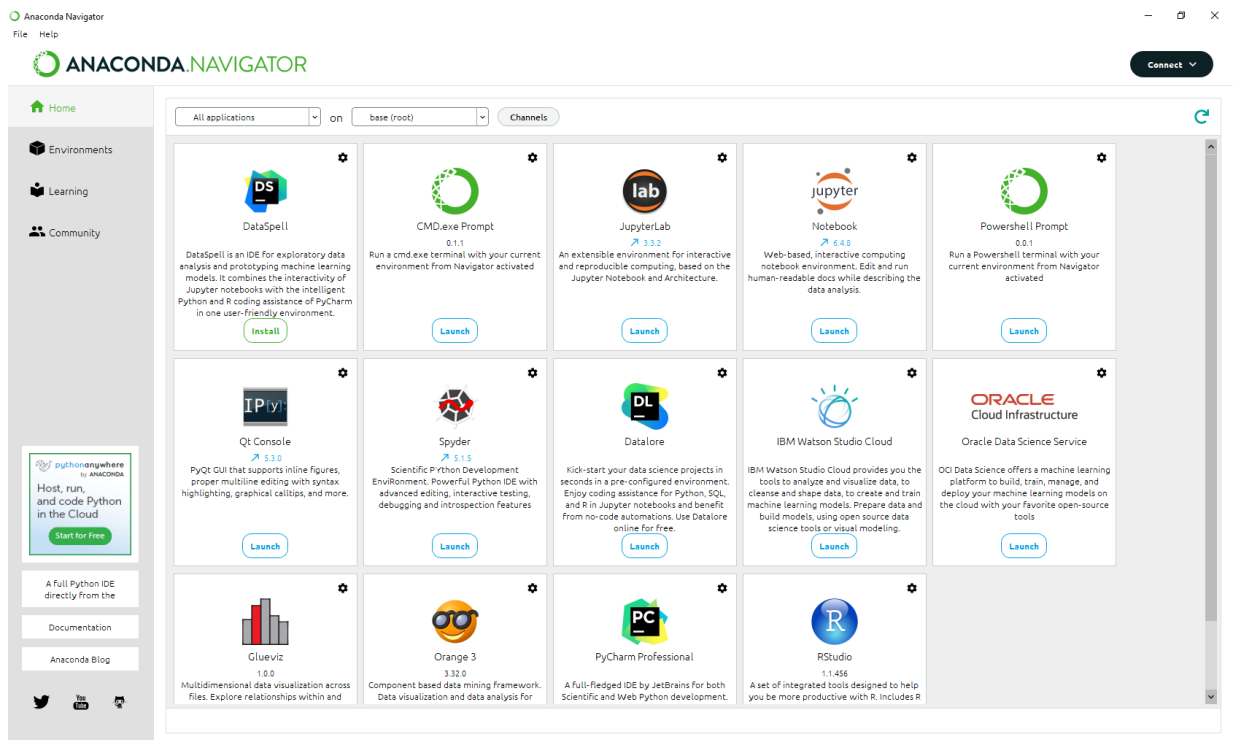 Anaconda Navigator
File Help
ANACONDA.NAVIGATOR
Connect
Home
Environments
Learning
Community
All applications
on
base (root)
Channels
DS
DataSpell
DataSpell is an IDE for exploratory data
analysis and prototyping machine learning
models. It combines the interactivity of
Jupyter notebooks with the intelligent
Python and R coding assistance of PyCharm
in one user-friendly environment.
Install
CMD.exe Prompt
0.1.1
Run a cmd.exe terminal with your current
environment from Navigator activated
Launch
lab
JupyterLab
3.3.2
An extensible environment for interactive
and reproducible computing, based on the
Jupyter Notebook and Architecture.
Launch
jupyter
Notebook
6.4.8
Web-based, interactive computing
notebook environment. Edit and run
human-readable docs while describing the
data analysis.
Launch
Powershell Prompt
0.0.1
Run a Powershell terminal with your
current environment from Navigator
activated
Launch
IP[y]:
Qt Console
5.3.0
PyQt GUI that supports inline figures,
proper multiline editing with syntax
highlighting, graphical calltips, and more.
Launch
Spyder
5.1.5
Scientific PYthon Development
EnviRonment. Powerful Python IDE with
advanced editing, interactive testing,
debugging and introspection features
Launch
DL
Datalore
Kick-start your data science projects in
seconds in a pre-configured environment.
Enjoy coding assistance for Python, SQL,
and R in Jupyter notebooks and benefit
from no-code automations. Use Datalore
online for free.
Launch
IBM Watson Studio Cloud
IBM Watson Studio Cloud provides you the
tools to analyze and visualize data, to
cleanse and shape data, to create and train
machine learning models. Prepare data and
build models, using open source data
science tools or visual modeling.
Launch
ORACLE
Cloud Infrastructure
Oracle Data Science Service
OCI Data Science offers a machine learning
platform to build, train, manage, and
deploy your machine learning models on
the cloud with your favorite open-source
tools
Launch
Glueviz
1.0.0
Multidimensional data visualization across
files. Explore relationships within and
Orange 3
3.32.0
Component based data mining framework.
Data visualization and data analysis for
PC
PyCharm Professional
A full-fledged IDE by JetBrains for both
Scientific and Web Python development.
R
RStudio
1.1.456
A set of integrated tools designed to help
you be more productive with R. Includes R
pythonanywhere
by ANACONDA
Host, run,
and code Python
in the Cloud
Start for Free
A full Python IDE
directly from the
Documentation
Anaconda Blog
You
Tube